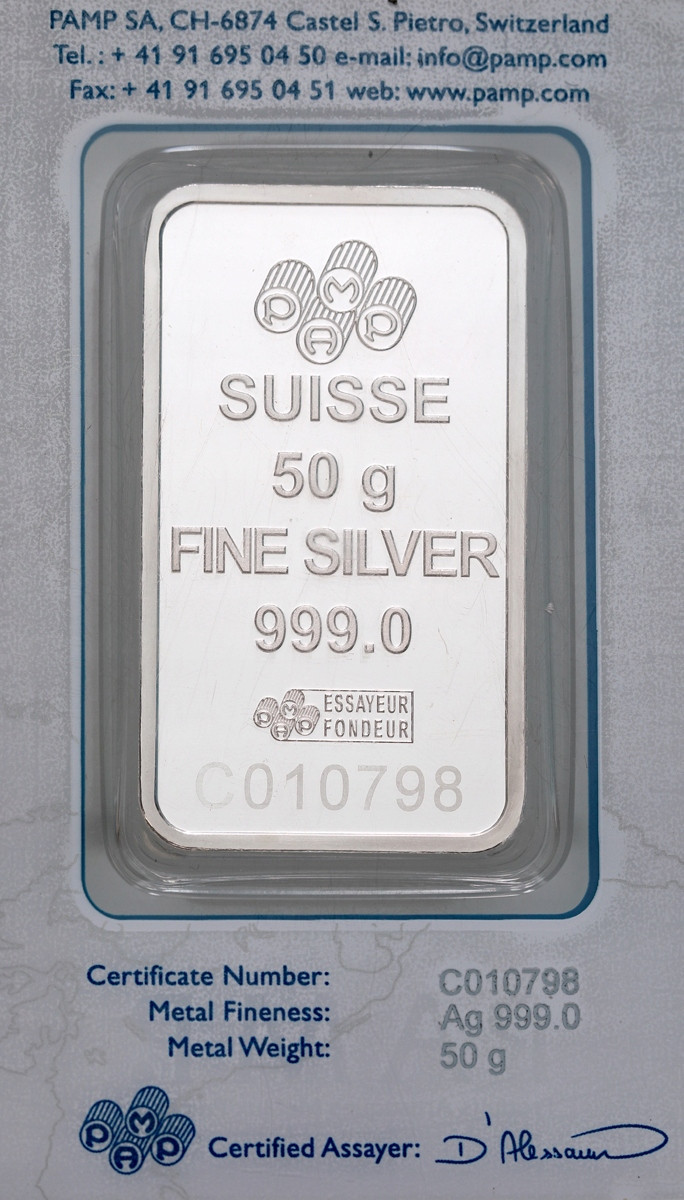 PAMP SA, CH-6874 Castel S. Pietro, Switzerland
Tel. : + 41 91 695 04 50 e-mail: info@pamp.com
Fax: + 41 91 695 04 51 web: www.pamp.com
PAMP
SUISSE
50 g
FINE SILVER
999.0
PAMP ESSAYEUR
FONDEUR
C010798
Certificate Number: C010798
Metal Fineness: Ag 999.0
Metal Weight: 50 g
PAMP Certified Assayer: